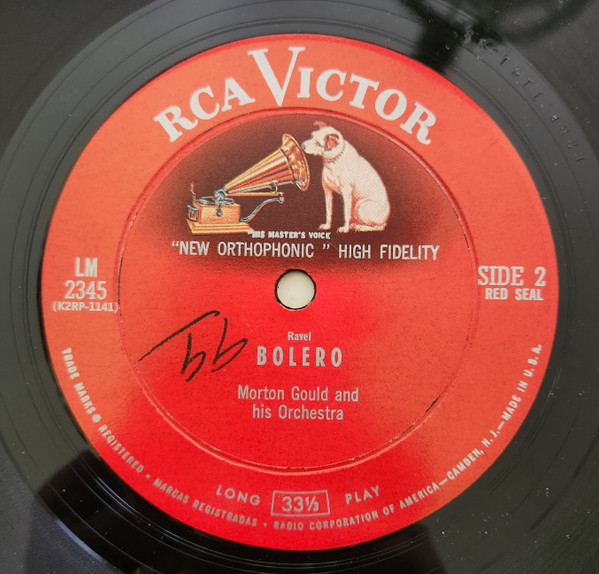 RCA VICTOR
"HIS MASTER'S VOICE"
"NEW ORTHOPHONIC" HIGH FIDELITY
LM
2345
(K2RP-1141)
SIDE 2
RED SEAL
Ravel
BOLERO
Morton Gould and
his Orchestra
LONG 33⅓ PLAY
TRADE MARKS ® REGISTERED • MARCAS REGISTRADAS • RADIO CORPORATION OF AMERICA—CAMDEN, N.J.—MADE IN U.S.A.